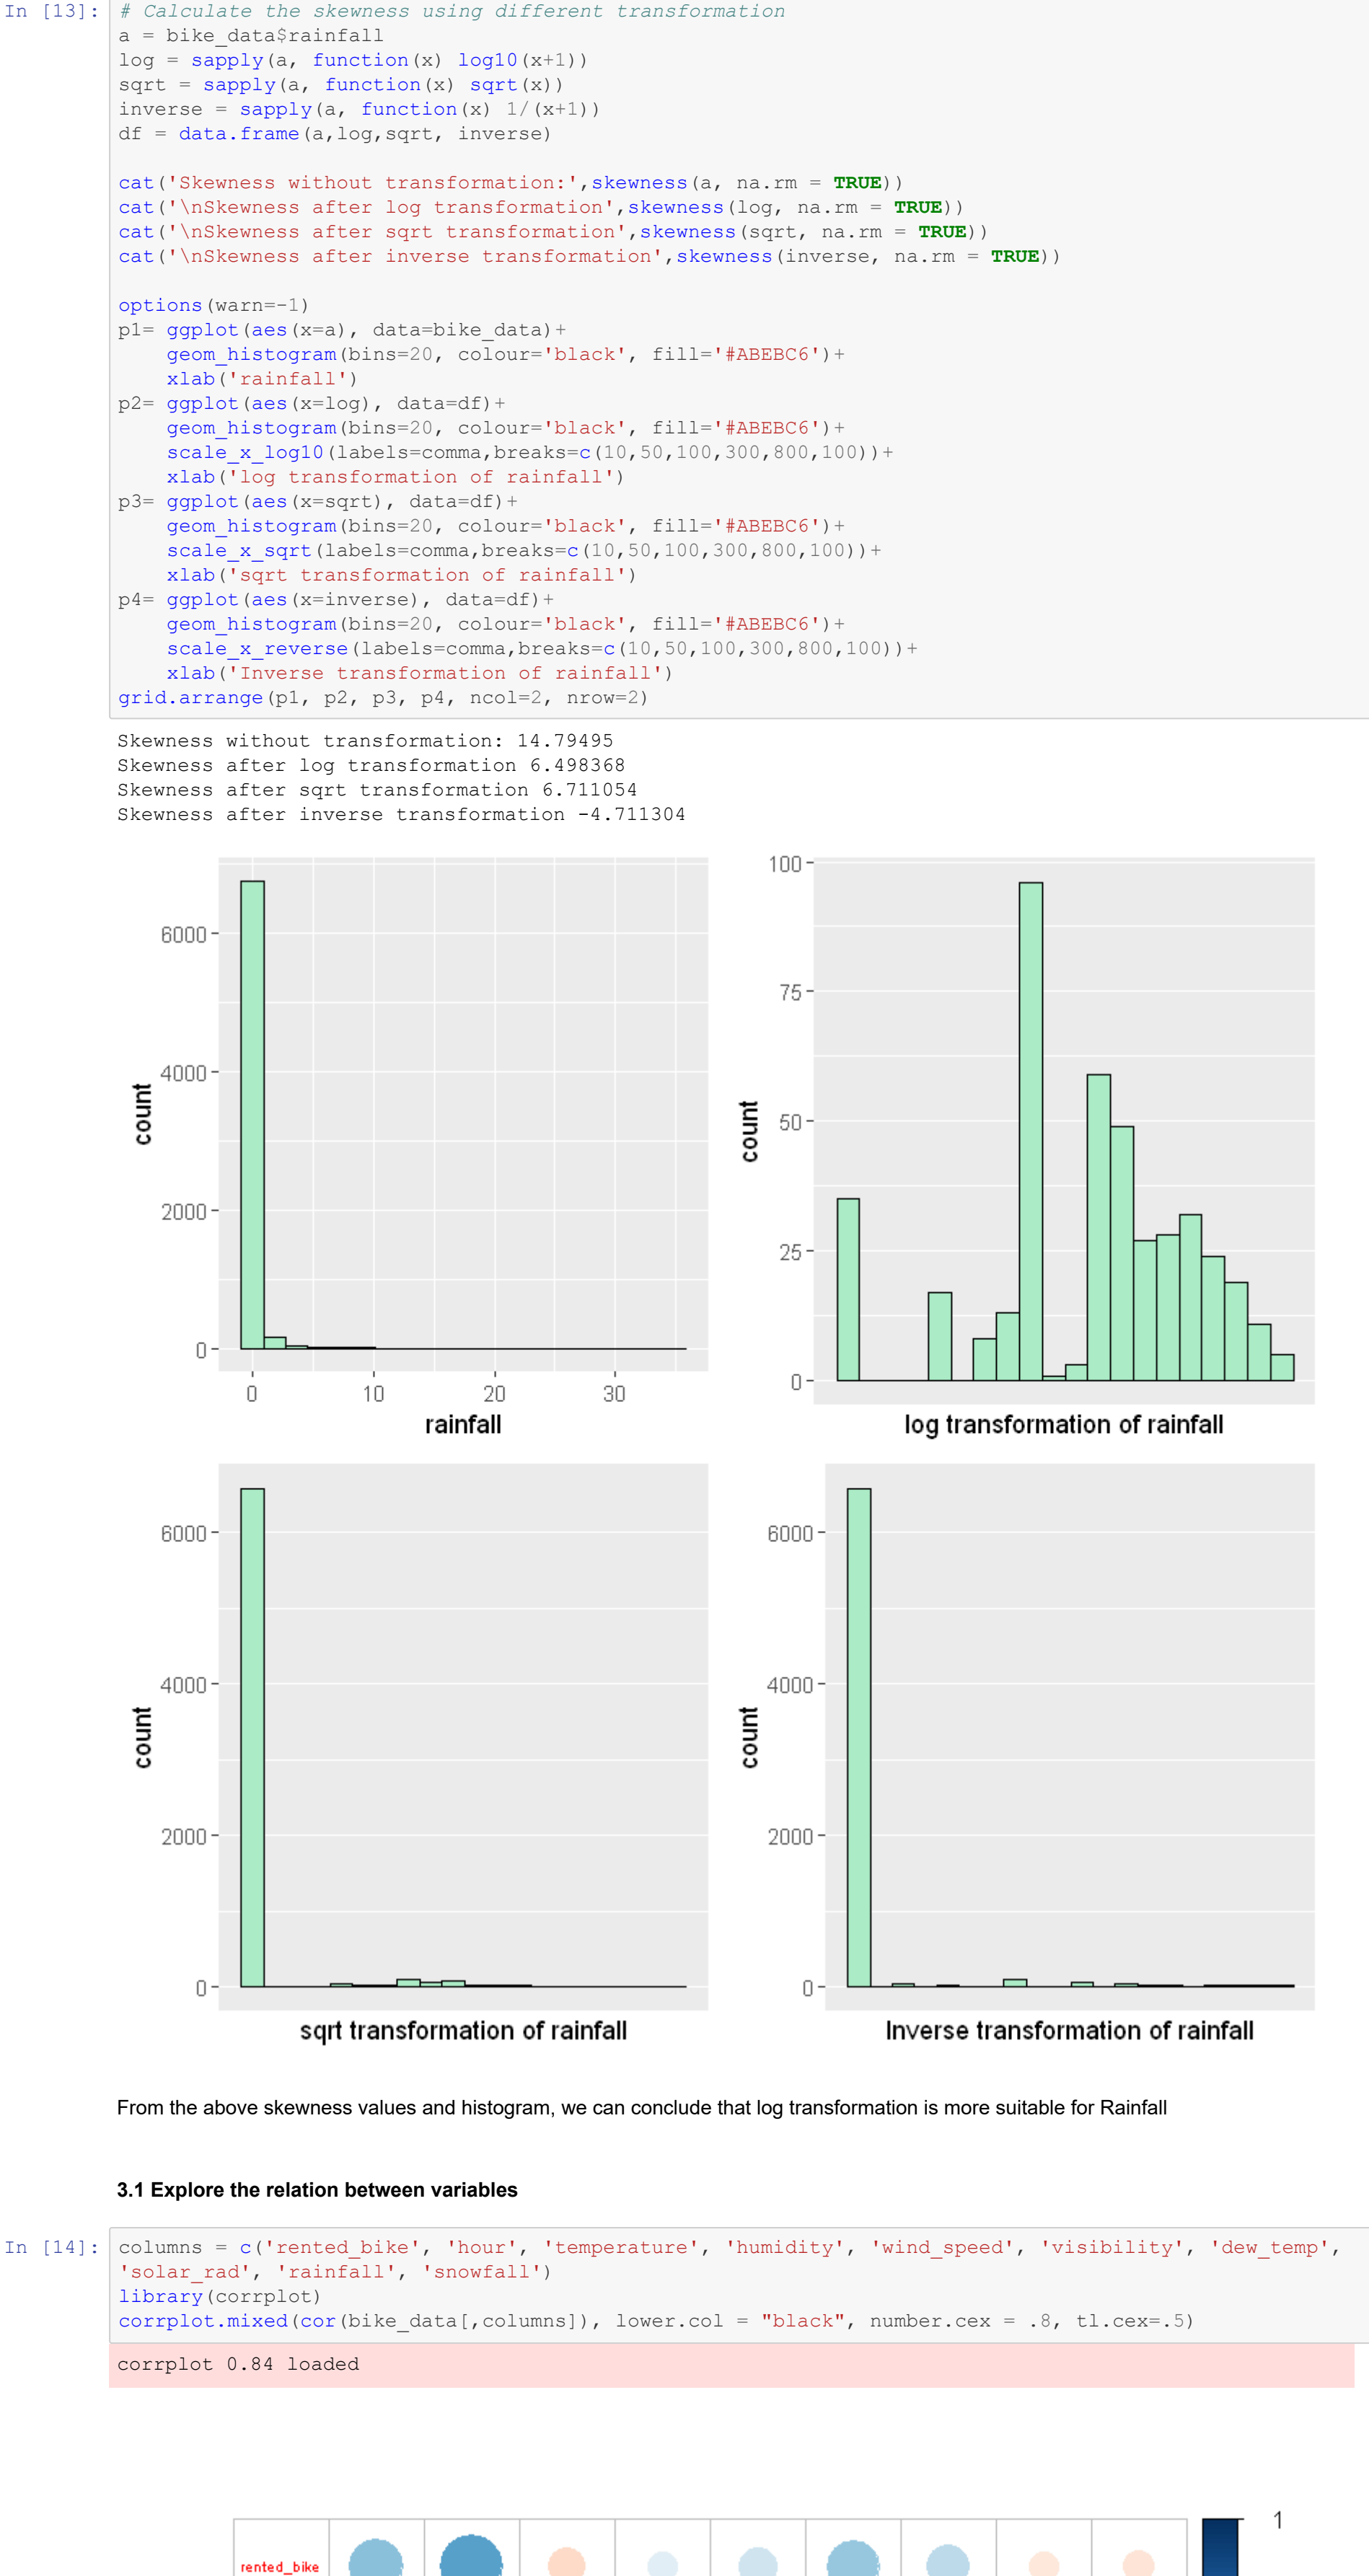 In [13]:
# Calculate the skewness using different transformation
a = bike_data$rainfall
log = sapply(a, function(x) log10(x+1))
sqrt = sapply(a, function(x) sqrt(x))
inverse = sapply(a, function(x) 1/(x+1))
df = data.frame(a,log,sqrt, inverse)
cat('Skewness without transformation:',skewness(a, na.rm = TRUE))
cat('\nSkewness after log transformation',skewness(log, na.rm = TRUE))
cat('\nSkewness after sqrt transformation',skewness(sqrt, na.rm = TRUE))
cat('\nSkewness after inverse transformation',skewness(inverse, na.rm = TRUE))
options(warn=-1)
p1= ggplot(aes(x=a), data=bike_data)+
    geom_histogram(bins=20, colour='black', fill='#ABEBC6')+
    xlab('rainfall')
p2= ggplot(aes(x=log), data=df)+
    geom_histogram(bins=20, colour='black', fill='#ABEBC6')+
    scale_x_log10(labels=comma,breaks=c(10,50,100,300,800,100))+
    xlab('log transformation of rainfall')
p3= ggplot(aes(x=sqrt), data=df)+
    geom_histogram(bins=20, colour='black', fill='#ABEBC6')+
    scale_x_sqrt(labels=comma,breaks=c(10,50,100,300,800,100))+
    xlab('sqrt transformation of rainfall')
p4= ggplot(aes(x=inverse), data=df)+
    geom_histogram(bins=20, colour='black', fill='#ABEBC6')+
    scale_x_reverse(labels=comma,breaks=c(10,50,100,300,800,100))+
    xlab('Inverse transformation of rainfall')
grid.arrange(p1, p2, p3, p4, ncol=2, nrow=2)
Skewness without transformation: 14.79495
Skewness after log transformation 6.498368
Skewness after sqrt transformation 6.711054
Skewness after inverse transformation -4.711304
6000
4000
2000
0
count
0 10 20 30
rainfall
100
75
50
25
0
count
log transformation of rainfall
6000
4000
2000
0
count
sqrt transformation of rainfall
6000
4000
2000
0
count
Inverse transformation of rainfall
From the above skewness values and histogram, we can conclude that log transformation is more suitable for Rainfall
3.1 Explore the relation between variables
In [14]:
columns = c('rented_bike', 'hour', 'temperature', 'humidity', 'wind_speed', 'visibility', 'dew_temp',
'solar_rad', 'rainfall', 'snowfall')
library(corrplot)
corrplot.mixed(cor(bike_data[,columns]), lower.col = "black", number.cex = .8, tl.cex=.5)
corrplot 0.84 loaded
1
rented_bike